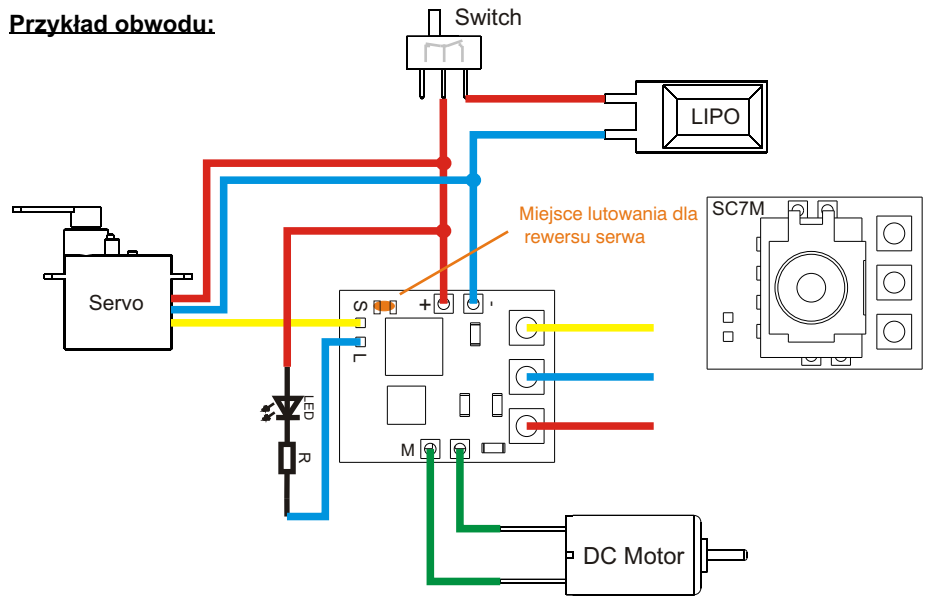 Przykład obwodu:
Switch
LIPO
Miejsce lutowania dla
rewersu serwa
SC7M
Servo
S
+
-
L
LED
R
M
DC Motor